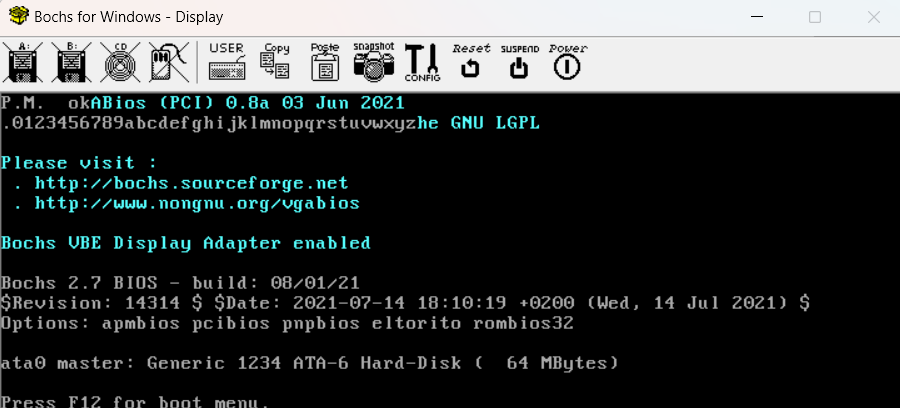 Bochs for Windows - Display
A: B: CD USER Copy Paste snapshot CONFIG Reset SUSPEND Power
P.M.  okABios (PCI) 0.8a 03 Jun 2021
.0123456789abcdefghijklmnopqrstuvwxyzhe GNU LGPL
Please visit :
. http://bochs.sourceforge.net
. http://www.nongnu.org/vgabios
Bochs VBE Display Adapter enabled
Bochs 2.7 BIOS - build: 08/01/21
$Revision: 14314 $ $Date: 2021-07-14 18:10:19 +0200 (Wed, 14 Jul 2021) $
Options: apmbios pcibios pnpbios eltorito rombios32
ata0 master: Generic 1234 ATA-6 Hard-Disk (  64 MBytes)
Press F12 for boot menu.